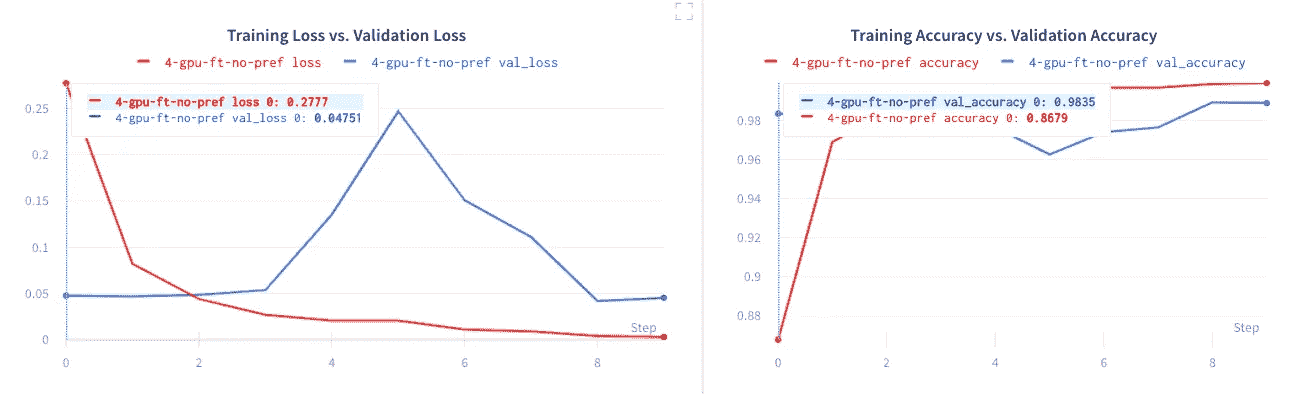 Training Loss vs. Validation Loss
4-gpu-ft-no-pref loss 4-gpu-ft-no-pref val_loss
4-gpu-ft-no-pref loss 0: 0.2777
4-gpu-ft-no-pref val_loss 0: 0.04751
0.25
0.2
0.15
0.1
0.05
0
Step
0 2 4 6 8
Training Accuracy vs. Validation Accuracy
4-gpu-ft-no-pref accuracy 4-gpu-ft-no-pref val_accuracy
4-gpu-ft-no-pref val_accuracy 0: 0.9835
4-gpu-ft-no-pref accuracy 0: 0.8679
0.98
0.96
0.94
0.92
0.9
0.88
Step
0 2 4 6 8